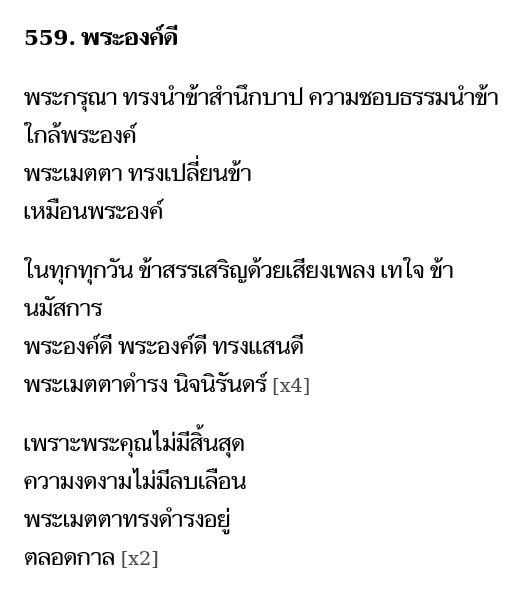 559. พระองค์ดี
พระกรุณา ทรงนำข้าสำนึกบาป ความชอบธรรมนำข้า
ใกล้พระองค์
พระเมตตา ทรงเปลี่ยนข้า
เหมือนพระองค์
ในทุกทุกวัน ข้าสรรเสริญด้วยเสียงเพลง เทใจ ข้า
นมัสการ
พระองค์ดี พระองค์ดี ทรงแสนดี
พระเมตตาดำรง นิจนิรันดร์ [x4]
เพราะพระคุณไม่มีสิ้นสุด
ความงดงามไม่มีลบเลือน
พระเมตตาทรงดำรงอยู่
ตลอดกาล [x2]